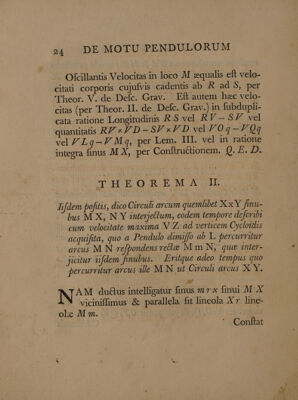 24 DE MOTU PENDULORUM
Oſcillantis Velocitas in loco M æqualis eſt velo-
citati corporis cujuſvis cadentis ab R ad S, per
Theor. V. de Deſc. Grav. Eſt autem hæc velo-
citas (per Theor. II. de Deſc. Grav.) in ſubdupli-
cata ratione Longitudinis RS vel RV — SV vel
quantitatis RV × VD — SV × VD vel VOq — VQq
vel VLq — VMq, per Lem. III. vel in ratione
integra ſinus MX, per Conſtructionem. Q. E. D.
THEOREMA II.
Iiſdem poſitis, dico Circuli arcum quemlibet XxY ſinu-
bus MX, NY interjectum, eodem tempore deſcribi
cum velocitate maxima VZ ad verticem Cycloidis
acquiſita, quo a Pendulo dimiſſo ab L percurritur
arcus MN reſpondens rectæ MmN, quæ inter-
jicitur iiſdem ſinubus. Eritque adeo tempus quo
percurritur arcus ille MN ut Circuli arcus XY.
NAM ductus intelligatur ſinus mrx ſinui MX
viciniſſimus & parallela ſit lineola Xr line-
olæ Mm.
Conſtat